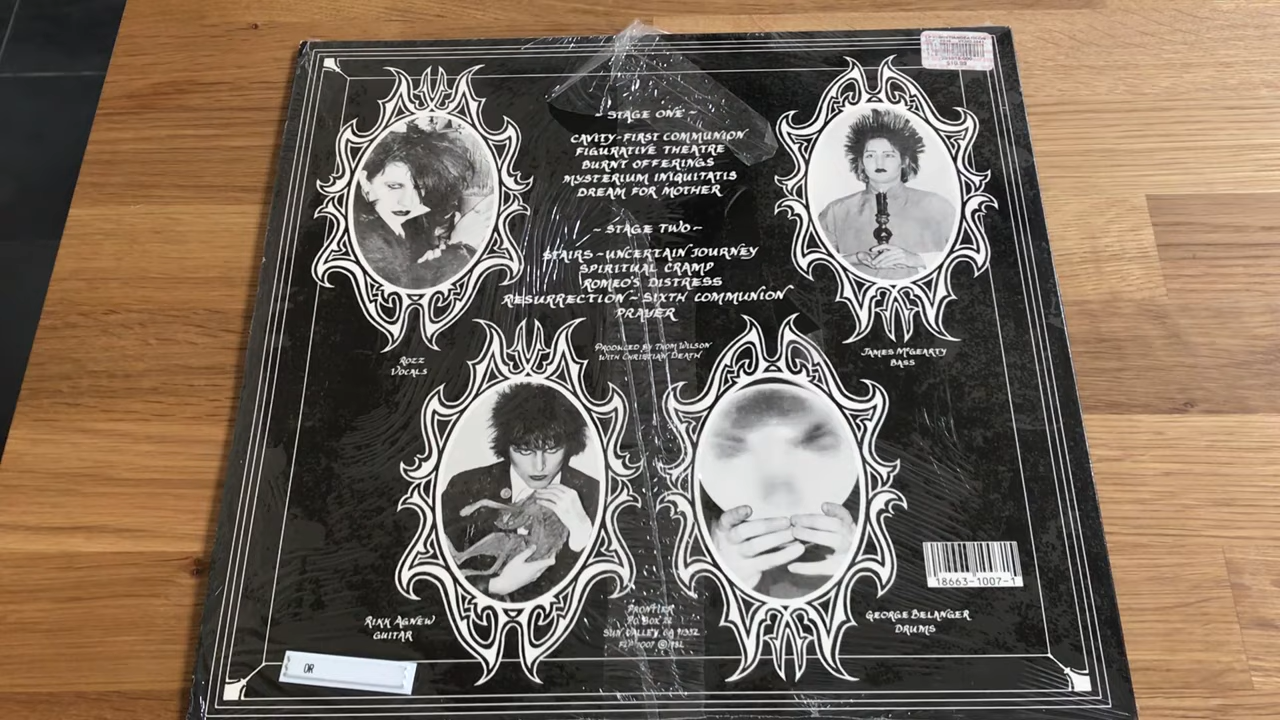 ~ STAGE ONE ~
CAVITY - FIRST COMMUNION
FIGURATIVE THEATRE
BURNT OFFERINGS
MYSTERIUM INIQUITATIS
DREAM FOR MOTHER
~ STAGE TWO ~
STAIRS - UNCERTAIN JOURNEY
SPIRITUAL CRAMP
ROMEO'S DISTRESS
RESURRECTION - SIXTH COMMUNION
PRAYER
PRODUCED BY THOM WILSON
WITH CHRISTIAN DEATH
ROZZ
VOCALS
JAMES McGEARTY
BASS
RIKK AGNEW
GUITAR
GEORGE BELANGER
DRUMS
FRONTIER
P.O. BOX 22
SUN VALLEY, CA 91352
FLP 1007
18663-1007-1
OR